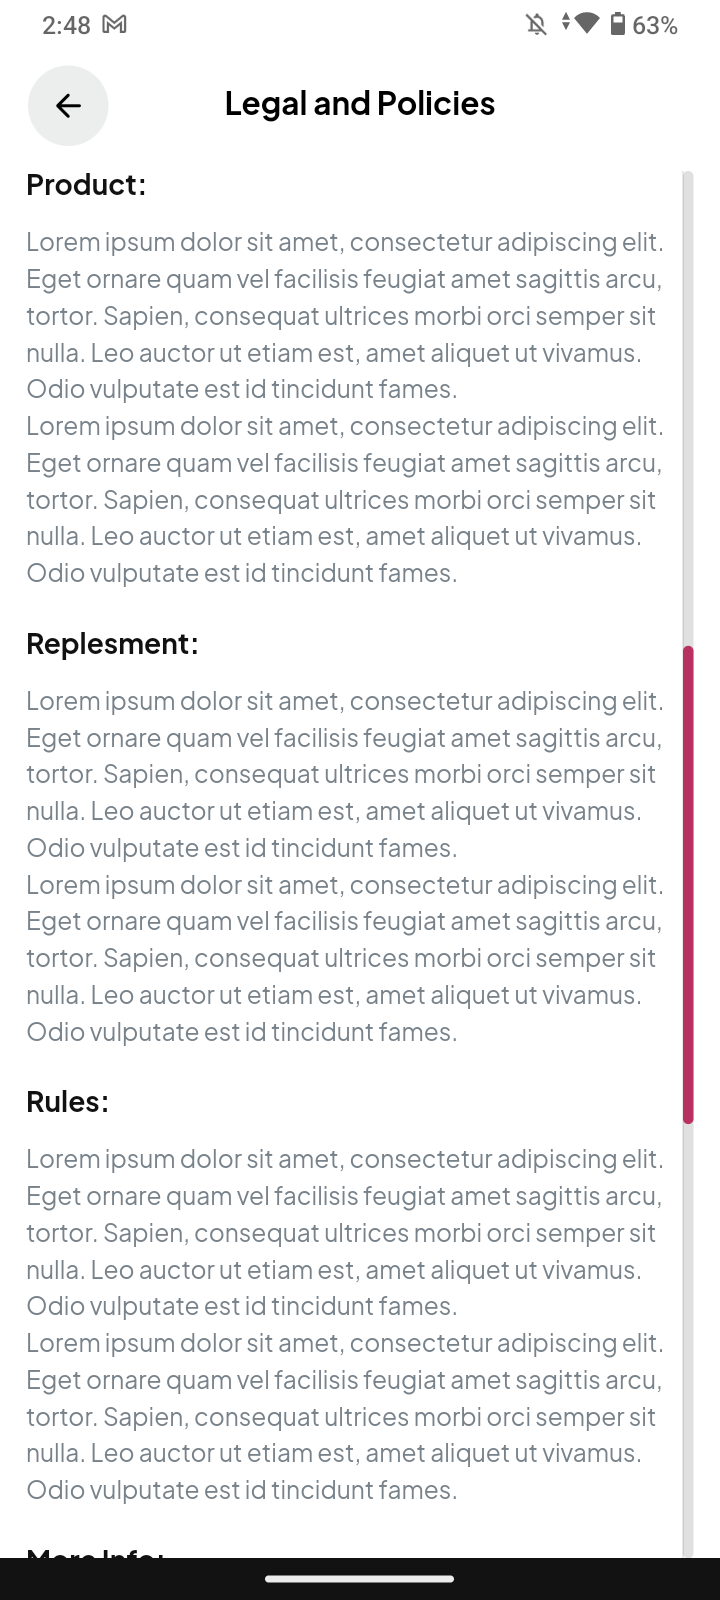 2:48
63%
Legal and Policies
Product:
Lorem ipsum dolor sit amet, consectetur adipiscing elit.
Eget ornare quam vel facilisis feugiat amet sagittis arcu,
tortor. Sapien, consequat ultrices morbi orci semper sit
nulla. Leo auctor ut etiam est, amet aliquet ut vivamus.
Odio vulputate est id tincidunt fames.
Lorem ipsum dolor sit amet, consectetur adipiscing elit.
Eget ornare quam vel facilisis feugiat amet sagittis arcu,
tortor. Sapien, consequat ultrices morbi orci semper sit
nulla. Leo auctor ut etiam est, amet aliquet ut vivamus.
Odio vulputate est id tincidunt fames.
Replesment:
Lorem ipsum dolor sit amet, consectetur adipiscing elit.
Eget ornare quam vel facilisis feugiat amet sagittis arcu,
tortor. Sapien, consequat ultrices morbi orci semper sit
nulla. Leo auctor ut etiam est, amet aliquet ut vivamus.
Odio vulputate est id tincidunt fames.
Lorem ipsum dolor sit amet, consectetur adipiscing elit.
Eget ornare quam vel facilisis feugiat amet sagittis arcu,
tortor. Sapien, consequat ultrices morbi orci semper sit
nulla. Leo auctor ut etiam est, amet aliquet ut vivamus.
Odio vulputate est id tincidunt fames.
Rules:
Lorem ipsum dolor sit amet, consectetur adipiscing elit.
Eget ornare quam vel facilisis feugiat amet sagittis arcu,
tortor. Sapien, consequat ultrices morbi orci semper sit
nulla. Leo auctor ut etiam est, amet aliquet ut vivamus.
Odio vulputate est id tincidunt fames.
Lorem ipsum dolor sit amet, consectetur adipiscing elit.
Eget ornare quam vel facilisis feugiat amet sagittis arcu,
tortor. Sapien, consequat ultrices morbi orci semper sit
nulla. Leo auctor ut etiam est, amet aliquet ut vivamus.
Odio vulputate est id tincidunt fames.
More Info: